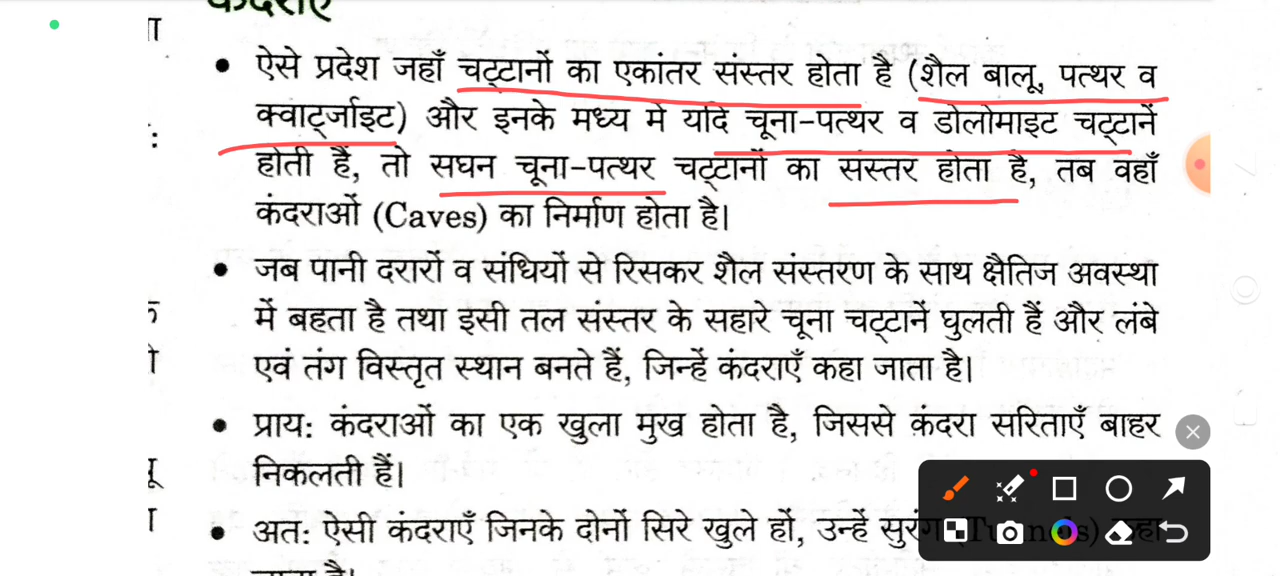 कंदराएँ
ऐसे प्रदेश जहाँ चट्टानों का एकांतर संस्तर होता है (शैल बालू, पत्थर व
क्वार्ट्जाइट) और इनके मध्य में यदि चूना-पत्थर व डोलोमाइट चट्टानें
होती हैं, तो सघन चूना-पत्थर चट्टानों का संस्तर होता है, तब वहाँ
कंदराओं (Caves) का निर्माण होता है।
जब पानी दरारों व संधियों से रिसकर शैल संस्तरण के साथ क्षैतिज अवस्था
में बहता है तथा इसी तल संस्तर के सहारे चूना चट्टानें घुलती हैं और लंबे
एवं तंग विस्तृत स्थान बनते हैं, जिन्हें कंदराएँ कहा जाता है।
प्राय: कंदराओं का एक खुला मुख होता है, जिससे कंदरा सरिताएँ बाहर
निकलती हैं।
अत: ऐसी कंदराएँ जिनके दोनों सिरे खुले हों, उन्हें सुरंग (Tunnels) कहा
जाता है।